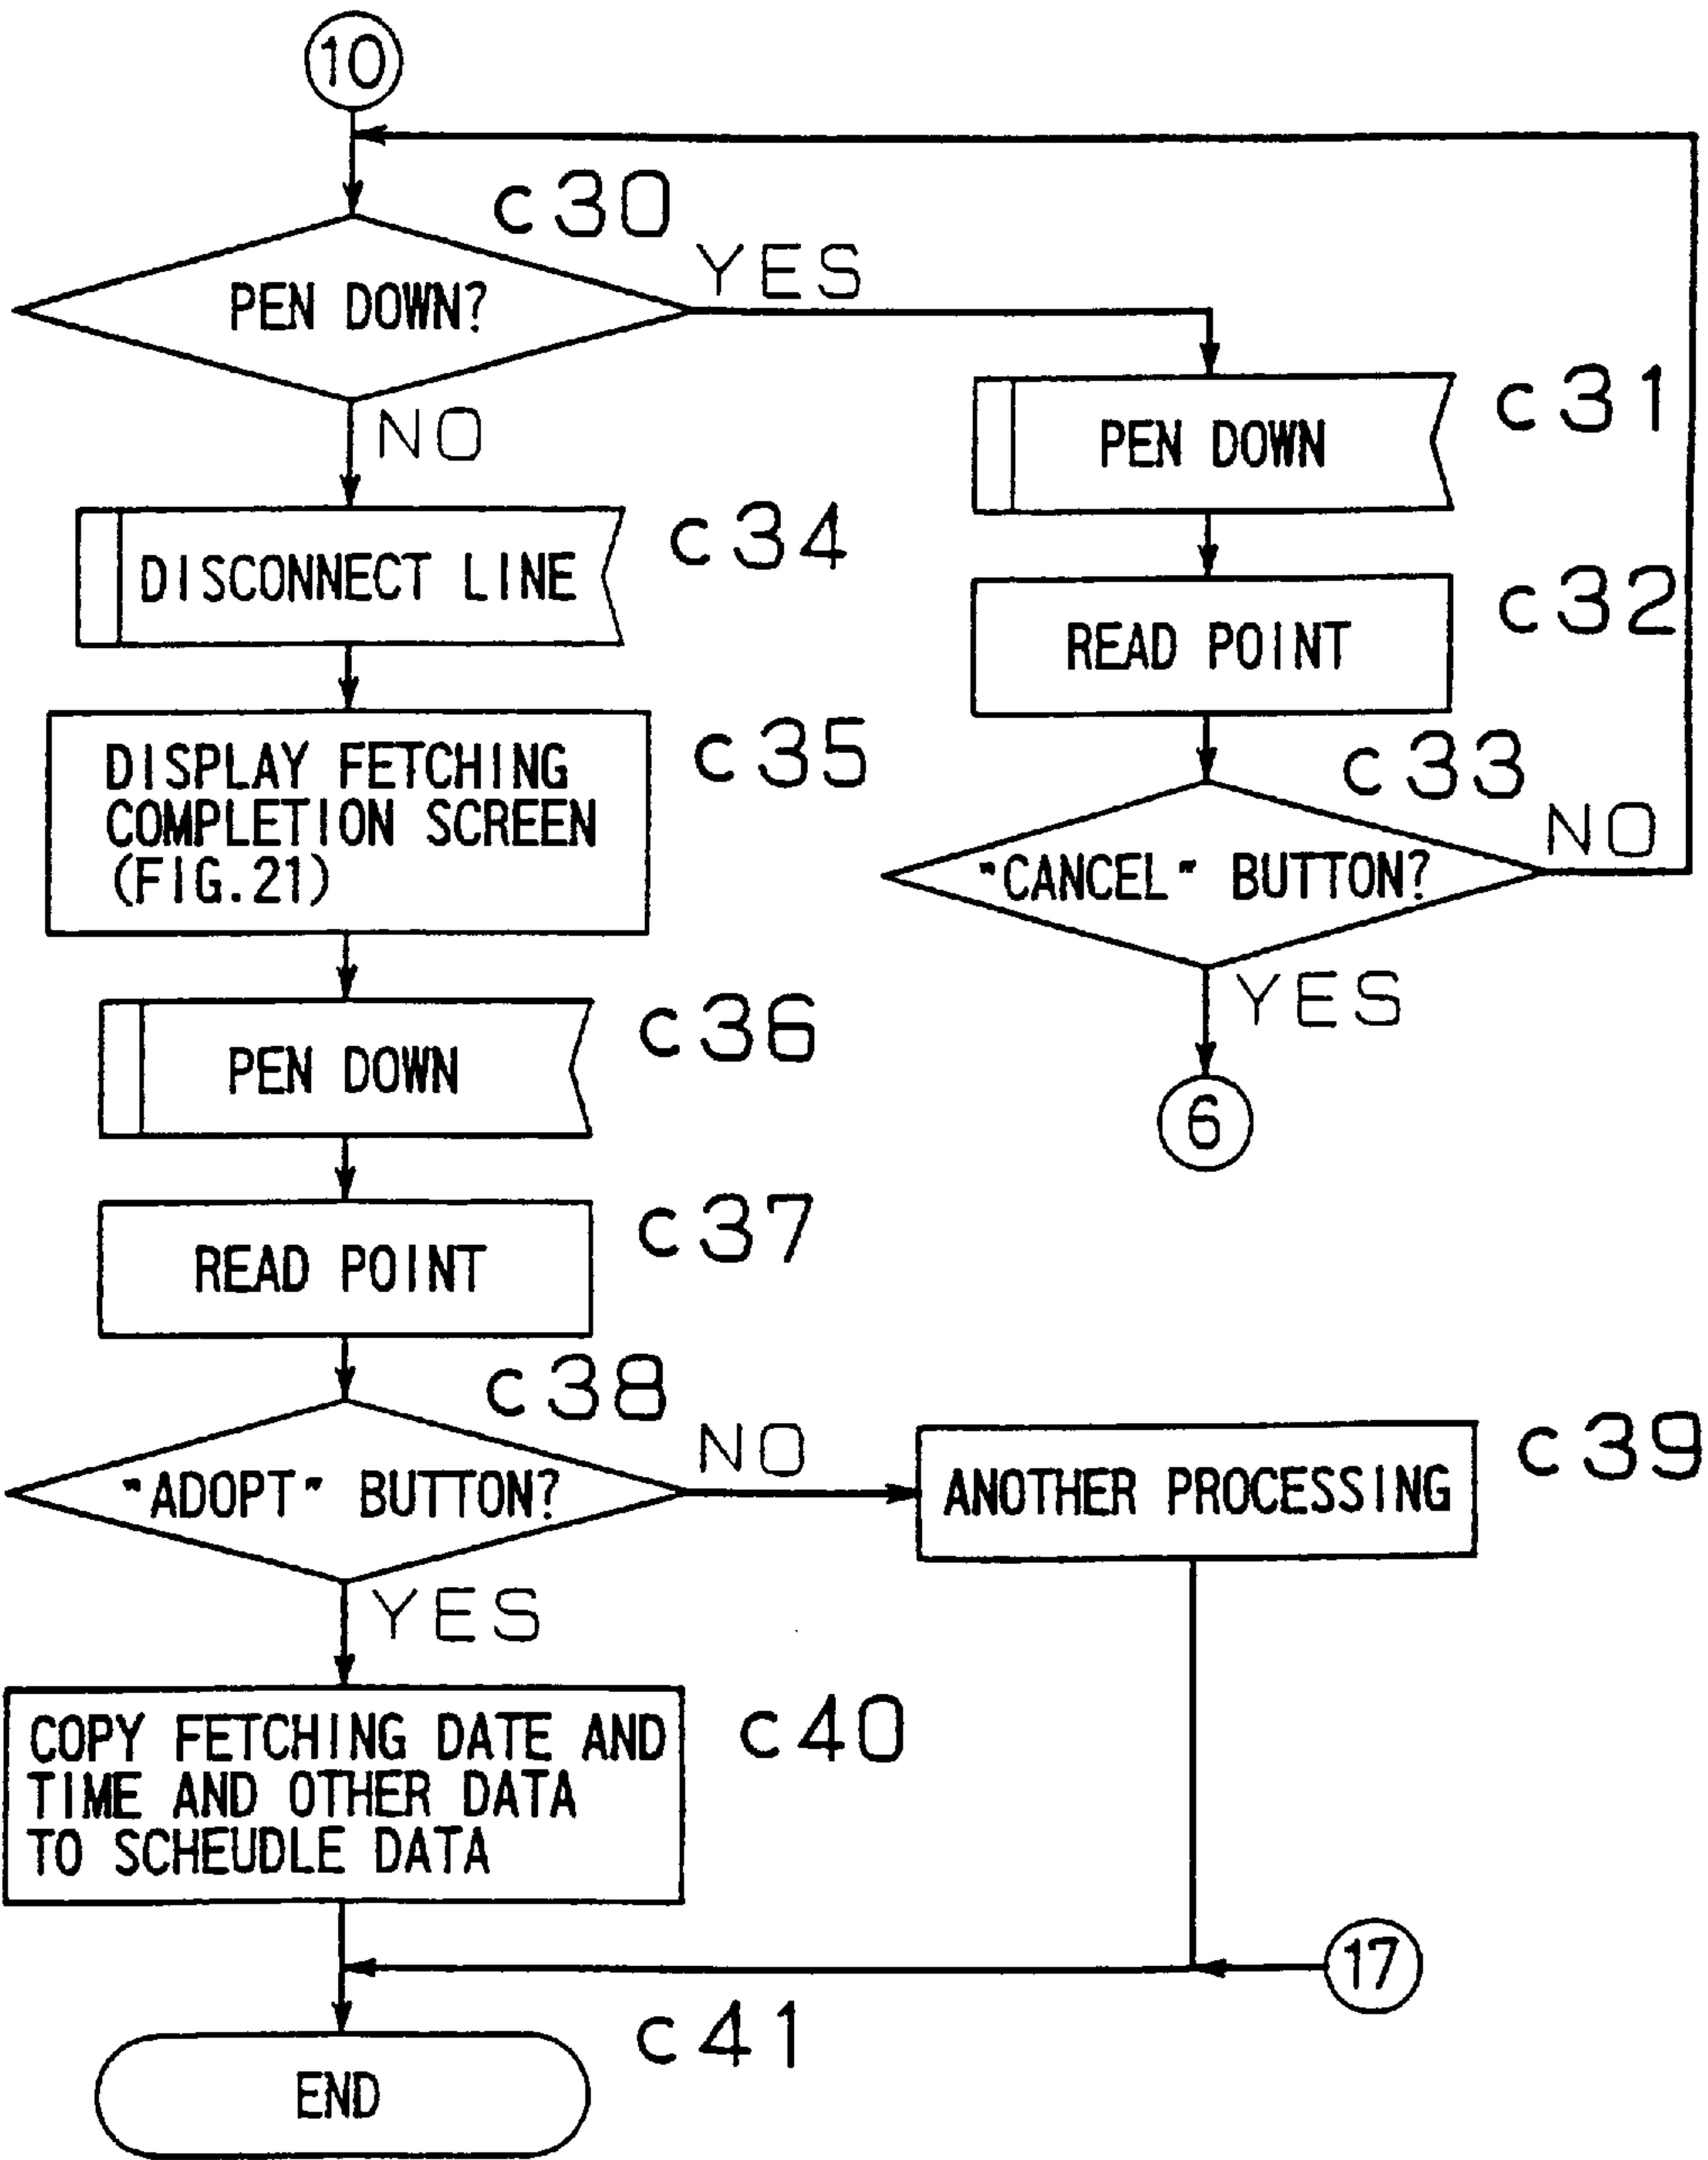 10
c30
PEN DOWN?
YES
NO
c31
PEN DOWN
c34
DISCONNECT LINE
c32
READ POINT
c35
DISPLAY FETCHING
COMPLETION SCREEN
(FIG.21)
c33
"CANCEL" BUTTON?
NO
YES
6
c36
PEN DOWN
c37
READ POINT
c38
"ADOPT" BUTTON?
NO
YES
c39
ANOTHER PROCESSING
c40
COPY FETCHING DATE AND
TIME AND OTHER DATA
TO SCHEUDLE DATA
17
c41
END